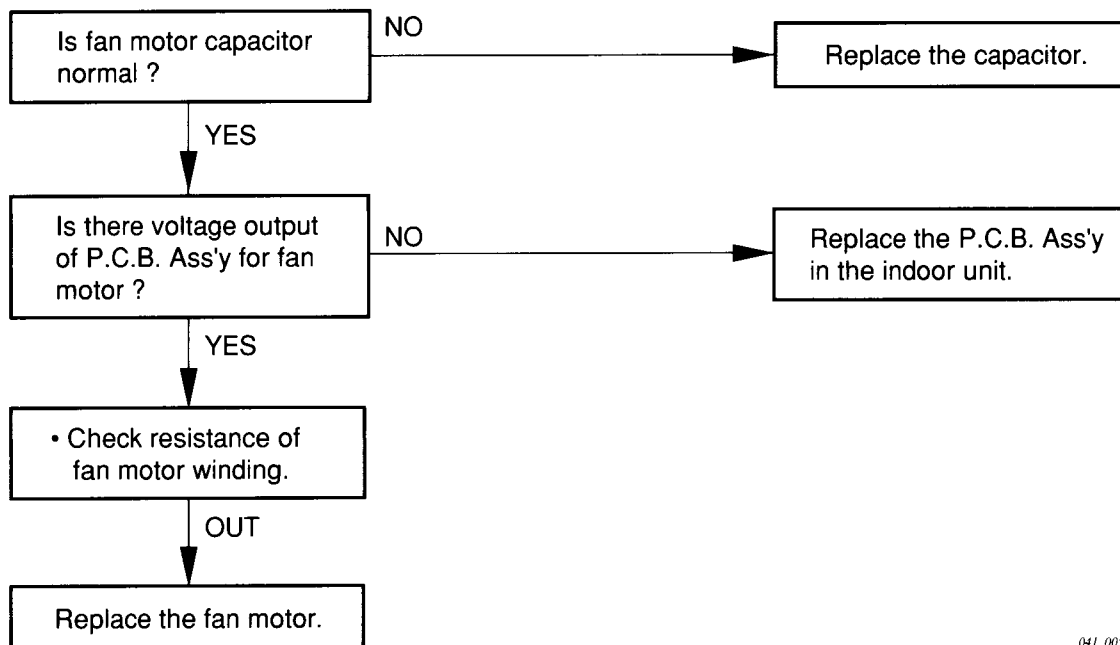 Is fan motor capacitor
normal ?
NO
Replace the capacitor.
YES
Is there voltage output
of P.C.B. Ass'y for fan
motor ?
NO
Replace the P.C.B. Ass'y
in the indoor unit.
YES
• Check resistance of
fan motor winding.
OUT
Replace the fan motor.